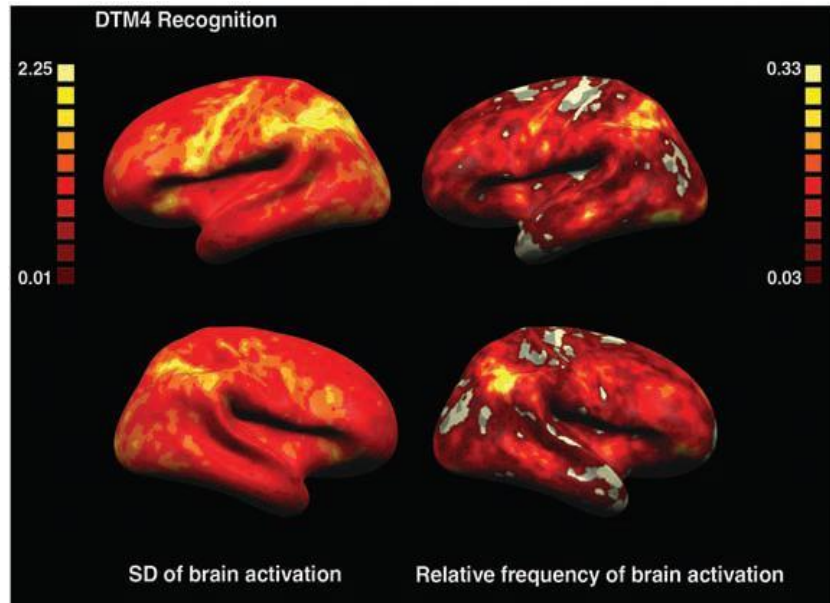 DTM4 Recognition
2.25
0.33
0.01
0.03
SD of brain activation
Relative frequency of brain activation